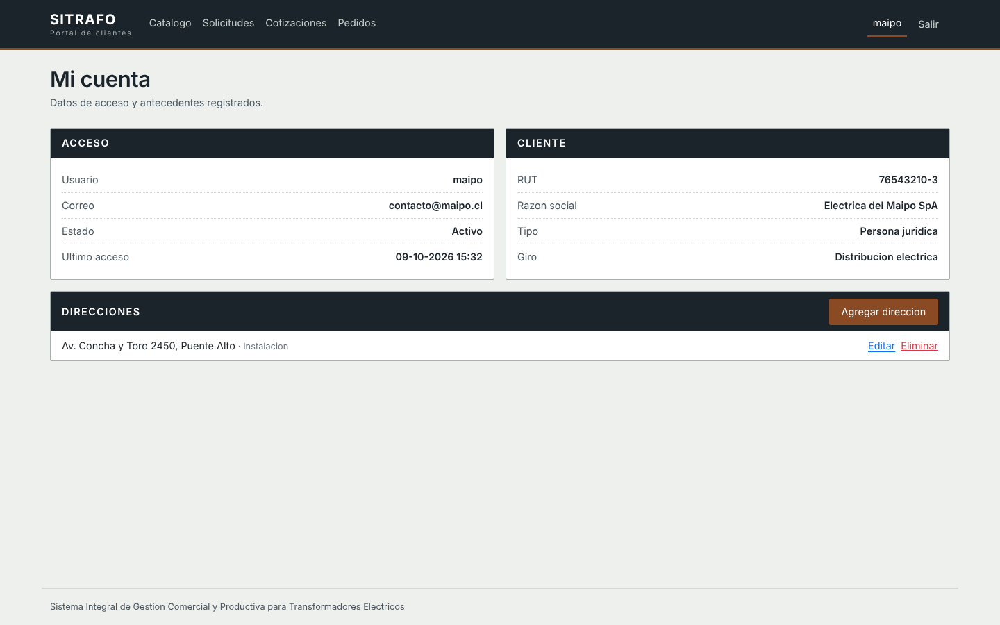 SITRAFO
Portal de clientes
Catalogo Solicitudes Cotizaciones Pedidos
maipo Salir
Mi cuenta
Datos de acceso y antecedentes registrados.
ACCESO
Usuario maipo
Correo contacto@maipo.cl
Estado Activo
Ultimo acceso 09-10-2026 15:32
CLIENTE
RUT 76543210-3
Razon social Electrica del Maipo SpA
Tipo Persona juridica
Giro Distribucion electrica
DIRECCIONES Agregar direccion
Av. Concha y Toro 2450, Puente Alto · Instalacion Editar Eliminar
Sistema Integral de Gestion Comercial y Productiva para Transformadores Electricos